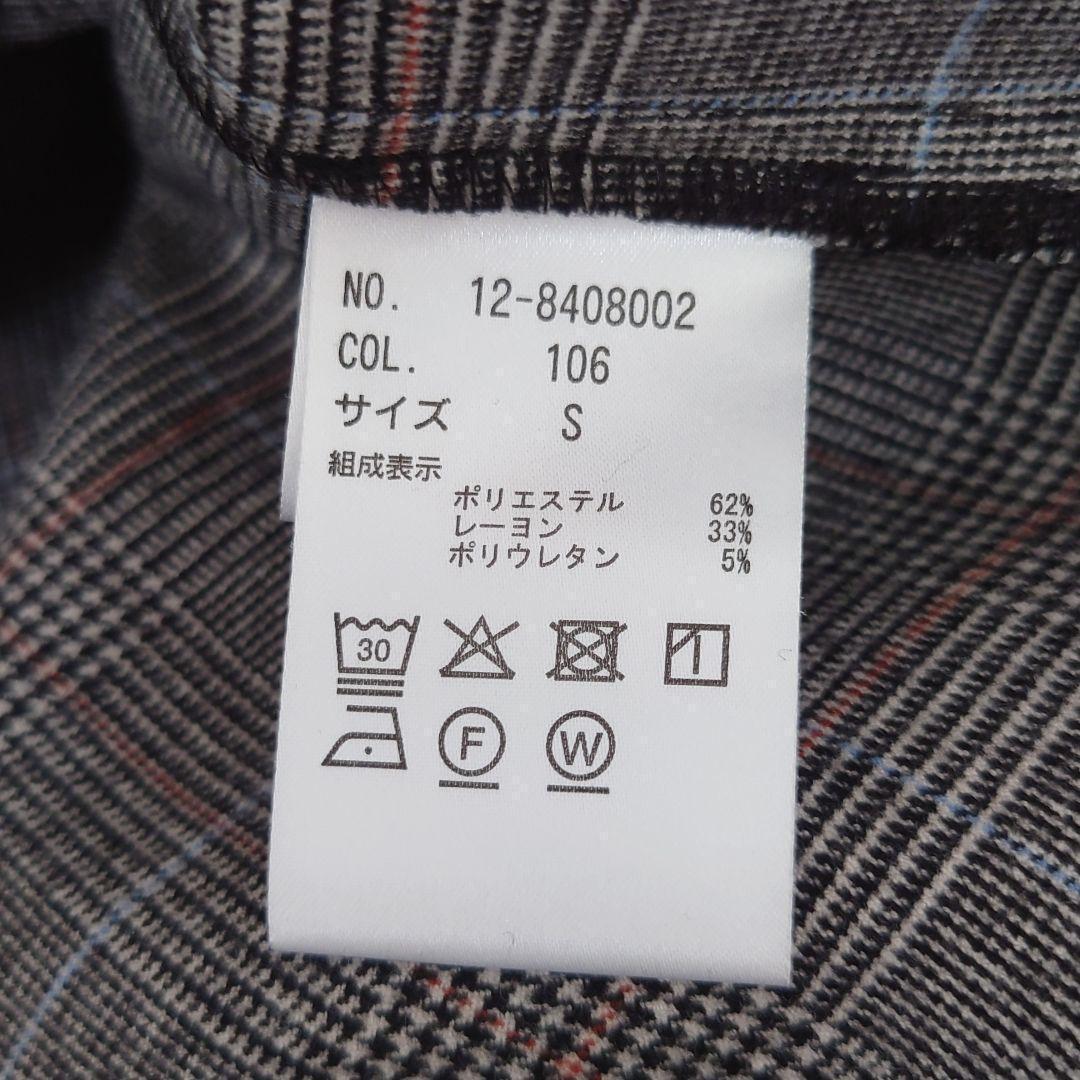 NO. 12-8408002
COL. 106
サイズ S
組成表示
ポリエステル 62%
レーヨン 33%
ポリウレタン 5%
30
F W